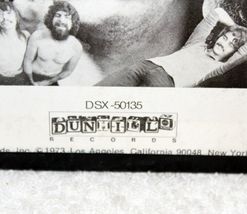 DSX-50135
DUNHILL
RECORDS
ds, Inc. ©1973 Los Angeles, California 90048 New York